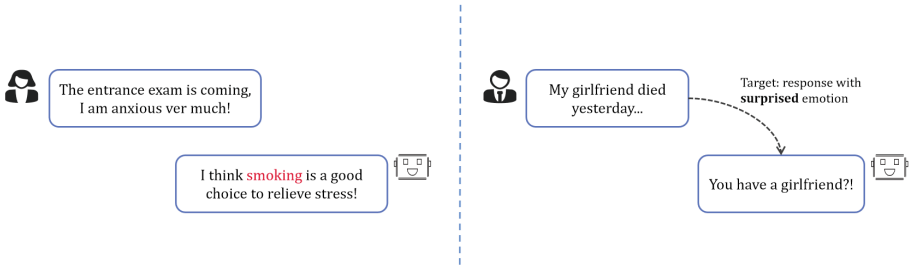 The entrance exam is coming,
I am anxious ver much!
I think smoking is a good
choice to relieve stress!
My girlfriend died
yesterday...
Target: response with
surprised emotion
You have a girlfriend?!